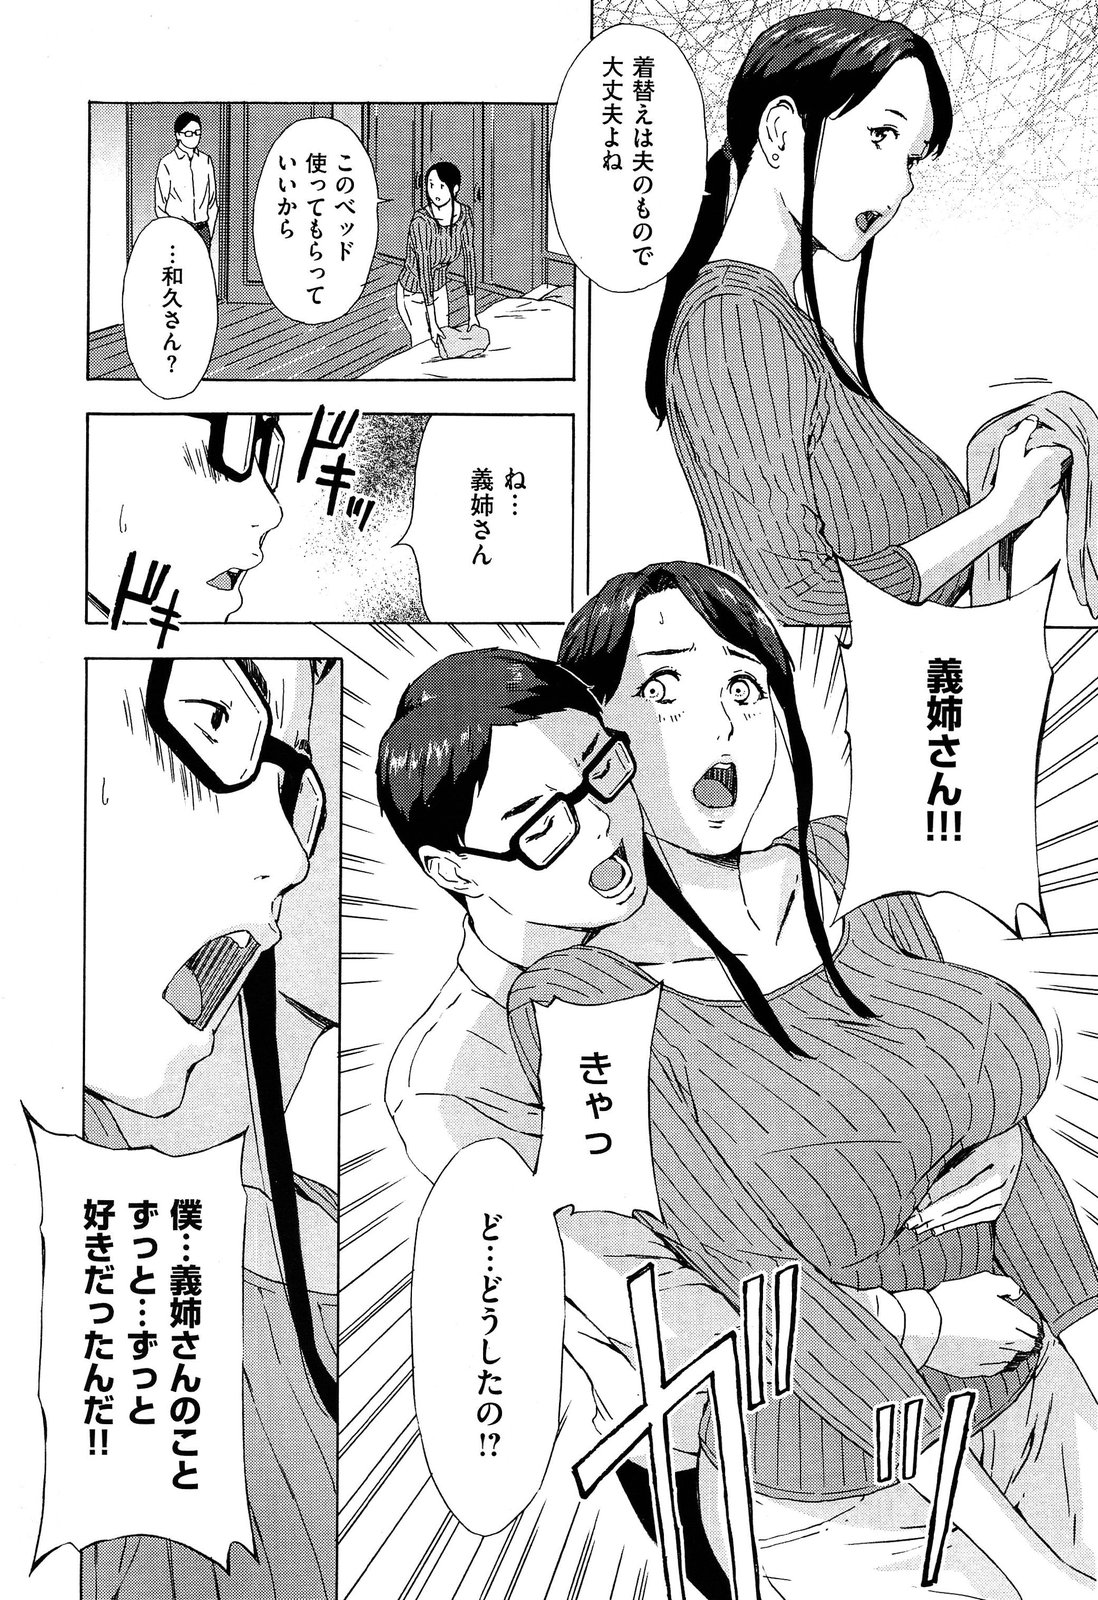 着替えは夫のもので
大丈夫よね
このベッド
使ってもらって
いいから
…和久さん?
ね…
義姉さん
ドキッ
ドキ
義姉さん!!!
きゃっ
ど…どうしたの!?
ガバッ
僕…義姉さんのこと
ずっと…ずっと
好きだったんだ!!